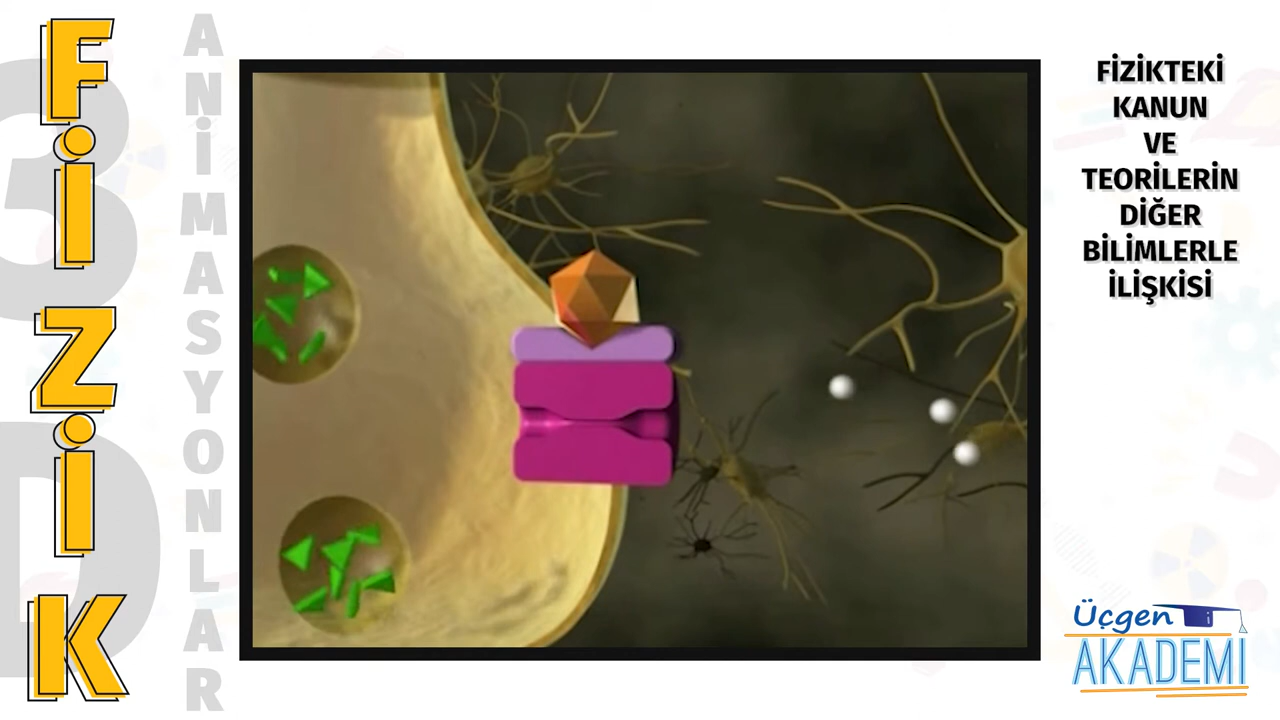 FİZİK
3D
ANİMASYONLAR
FİZİKTEKİ
KANUN
VE
TEORİLERİN
DİĞER
BİLİMLERLE
İLİŞKİSİ
Üçgen
AKADEMİ